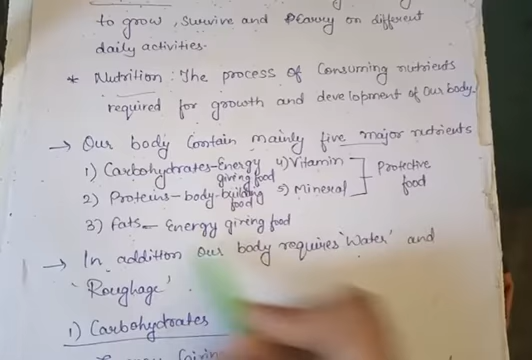 to grow, Survive and Carry on different
daily activities.
* Nutrition: The process of Consuming nutrients
required for growth and development of our body.
→ Our body Contain mainly five major nutrients
1) Carbohydrates-Energy giving food
2) Proteins-body-building food
3) Fats- Energy giving food
4) Vitamin
5) Mineral
Protective food
→ In addition our body requires 'Water' and
'Roughage'.
1) Carbohydrates